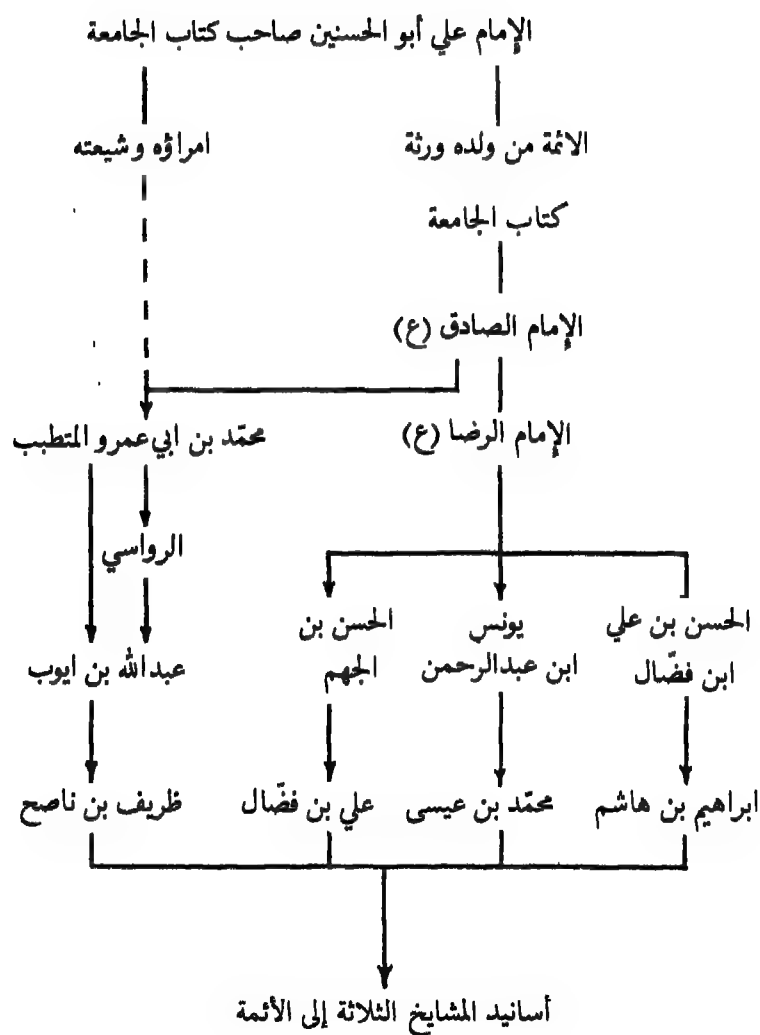 الإمام علي أبو الحسنين صاحب كتاب الجامعة
الائمة من ولده ورثة
امراؤه وشيعته
كتاب الجامعة
الإمام الصادق (ع)
الإمام الرضا (ع)
محمّد بن ابي عمرو المتطبب
الرواسي
الحسن بن علي
ابن فضّال
يونس
ابن عبدالرحمن
الحسن بن
الجهم
عبدالله بن ايوب
ابراهيم بن هاشم
محمّد بن عيسى
علي بن فضّال
ظريف بن ناصح
أسانيد المشايخ الثلاثة إلى الأئمة